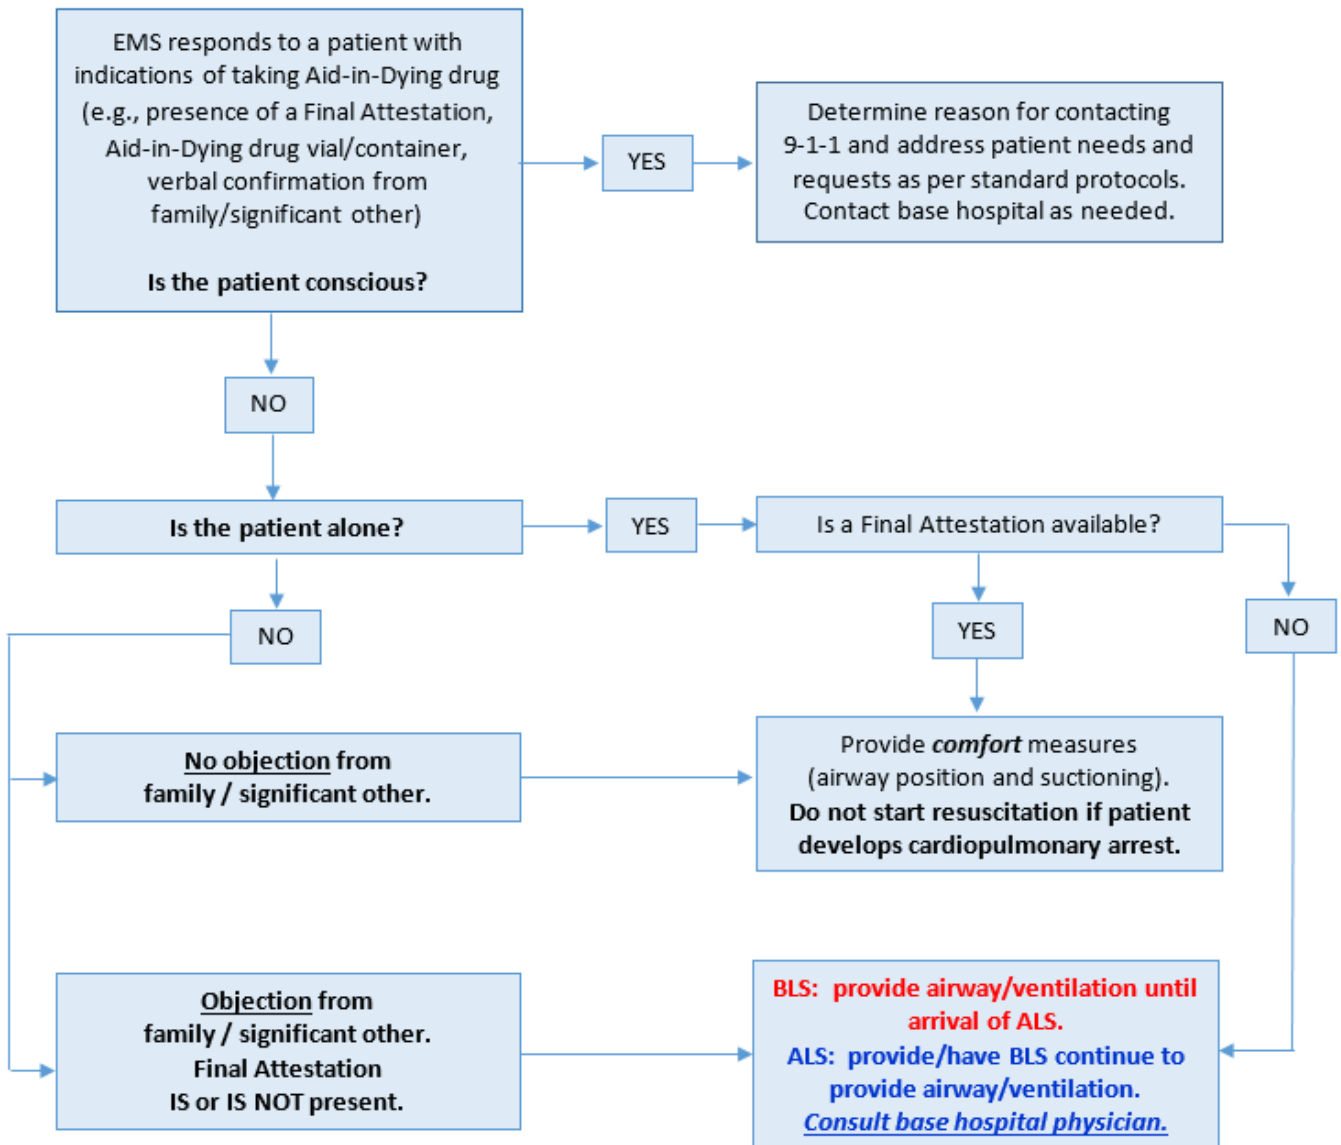 EMS responds to a patient with
indications of taking Aid-in-Dying drug
(e.g., presence of a Final Attestation,
Aid-in-Dying drug vial/container,
verbal confirmation from
family/significant other)
Is the patient conscious?
YES
Determine reason for contacting
9-1-1 and address patient needs and
requests as per standard protocols.
Contact base hospital as needed.
NO
Is the patient alone?
YES
Is a Final Attestation available?
NO
YES
NO
No objection from
family / significant other.
Provide comfort measures
(airway position and suctioning).
Do not start resuscitation if patient
develops cardiopulmonary arrest.
Objection from
family / significant other.
Final Attestation
IS or IS NOT present.
BLS: provide airway/ventilation until
arrival of ALS.
ALS: provide/have BLS continue to
provide airway/ventilation.
Consult base hospital physician.